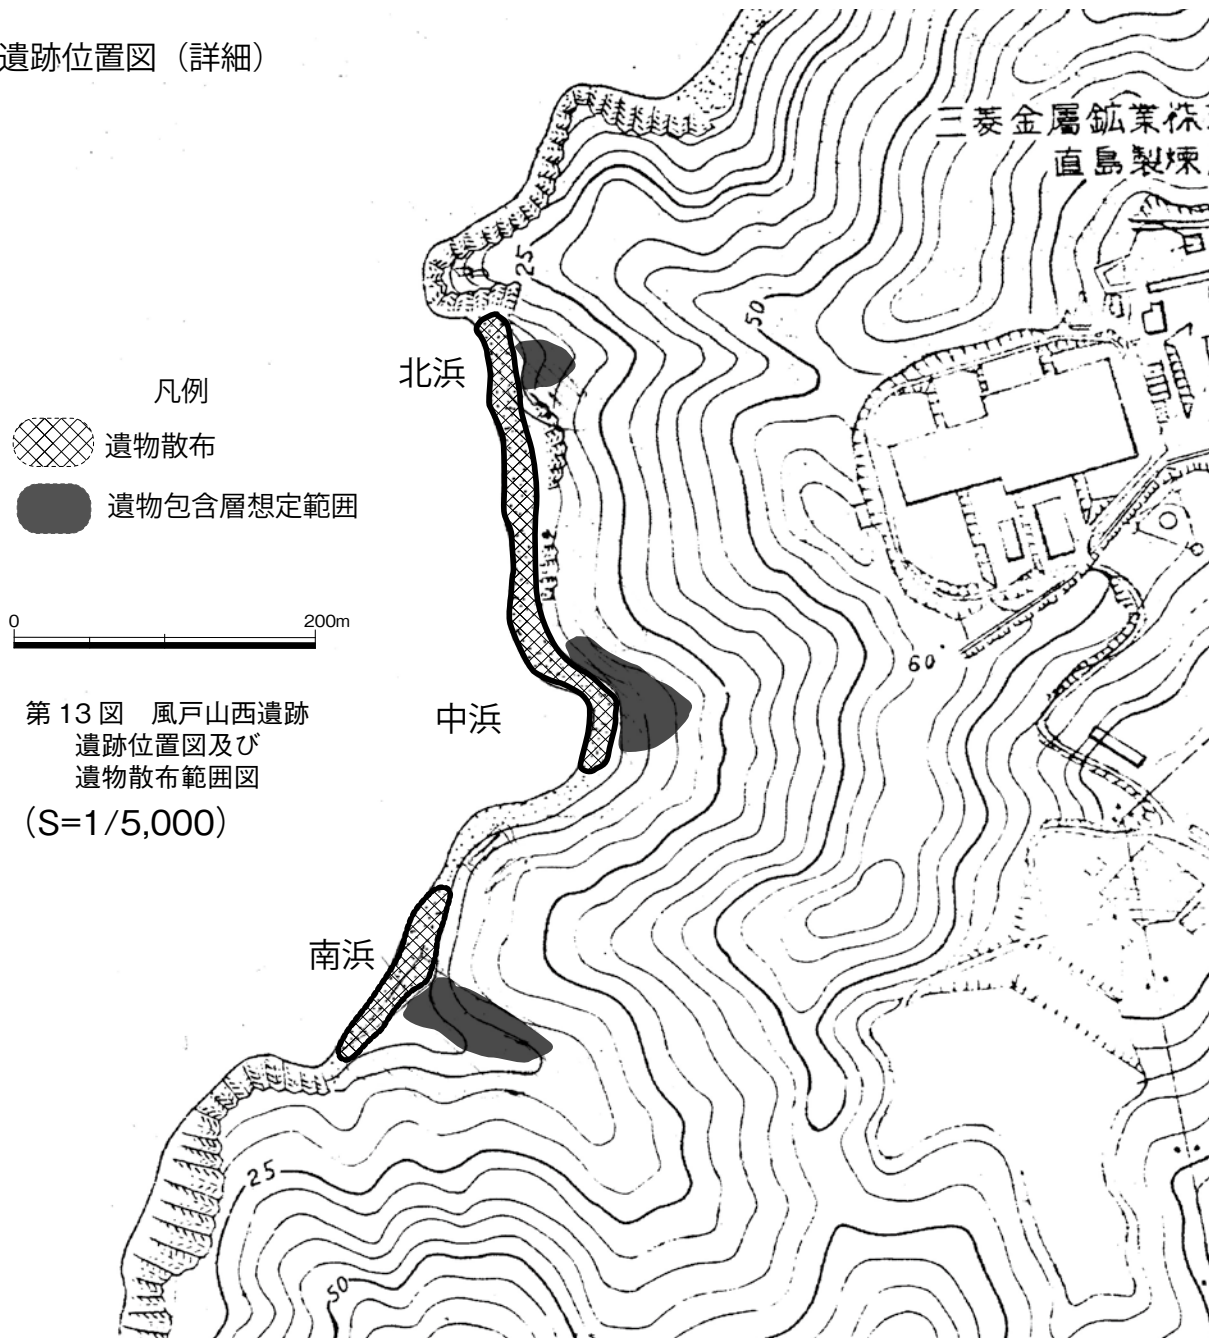 遺跡位置図（詳細）
三菱金属鉱業株
直島製煉
25
50
北浜
凡例
遺物散布
遺物包含層想定範囲
0 200m
60
中浜
第 13 図 風戸山西遺跡
遺跡位置図及び
遺物散布範囲図
（S=1/5,000）
南浜
25
50